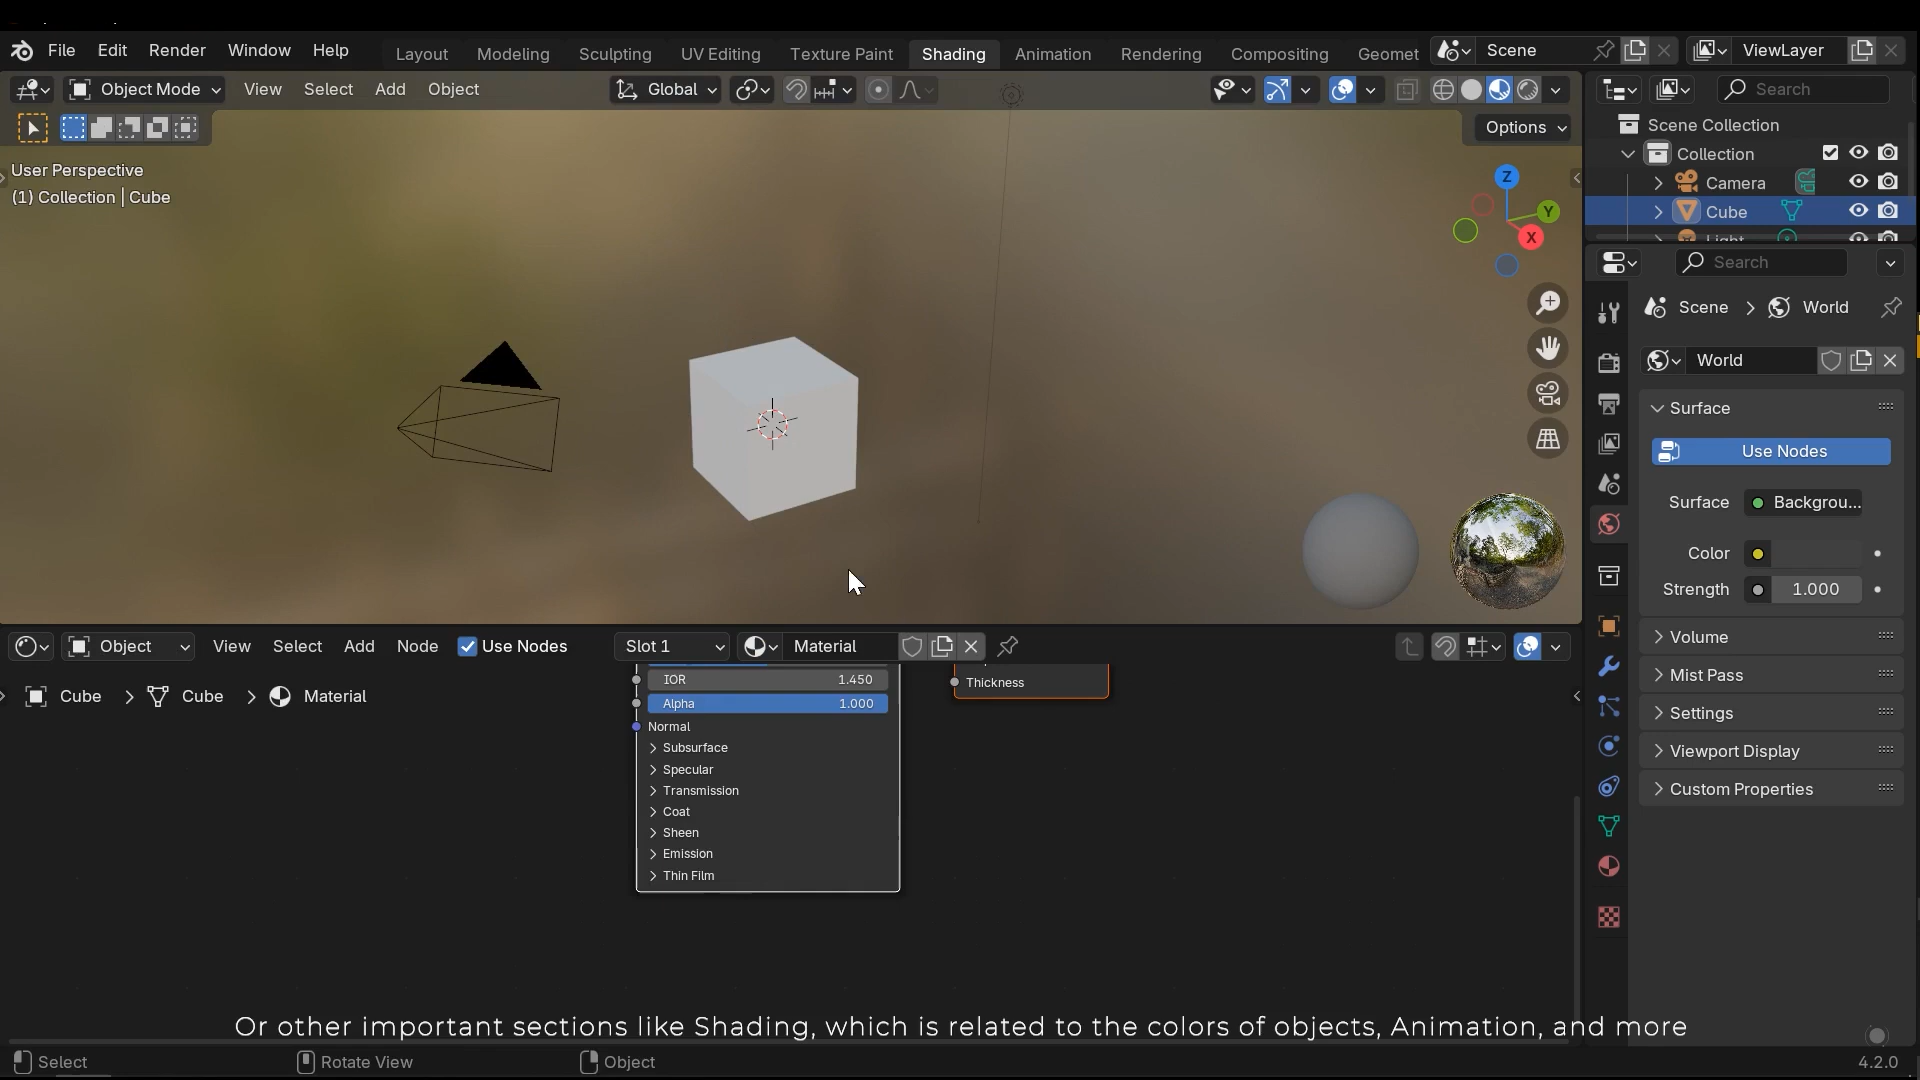 File Edit Render Window Help Layout Modeling Sculpting UV Editing Texture Paint Shading Animation Rendering Compositing Geomet Scene ViewLayer
Object Mode View Select Add Object Global Search
Options
Scene Collection
Collection
User Perspective
(1) Collection | Cube
Camera
Cube
Light
Z
Y
X
Search
Scene World
World
Surface
Use Nodes
Surface Backgrou...
Color
Strength 1.000
Volume
Mist Pass
Settings
Viewport Display
Custom Properties
Object View Select Add Node Use Nodes Slot 1 Material
Cube Cube Material
IOR 1.450
Thickness
Alpha 1.000
Normal
Subsurface
Specular
Transmission
Coat
Sheen
Emission
Thin Film
Or other important sections like Shading, which is related to the colors of objects, Animation, and more
Select Rotate View Object 4.2.0